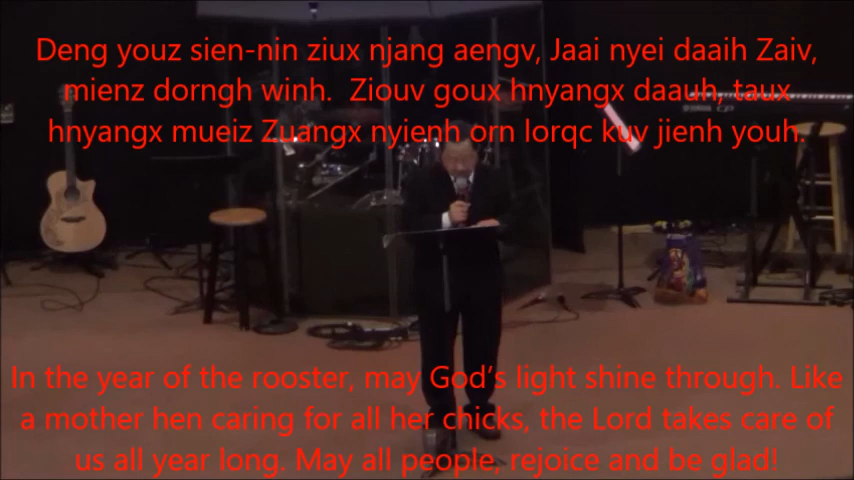 Deng youz sien-nin ziux njang aengv, Jaai nyei daaih Zaiv,
mienz dorngh winh. Ziouv goux hnyangx daauh, taux
hnyangx mueiz Zuangx nyienh orn lorqc kuv jienh youh.
In the year of the rooster, may God's light shine through. Like
a mother hen caring for all her chicks, the Lord takes care of
us all year long. May all people, rejoice and be glad!